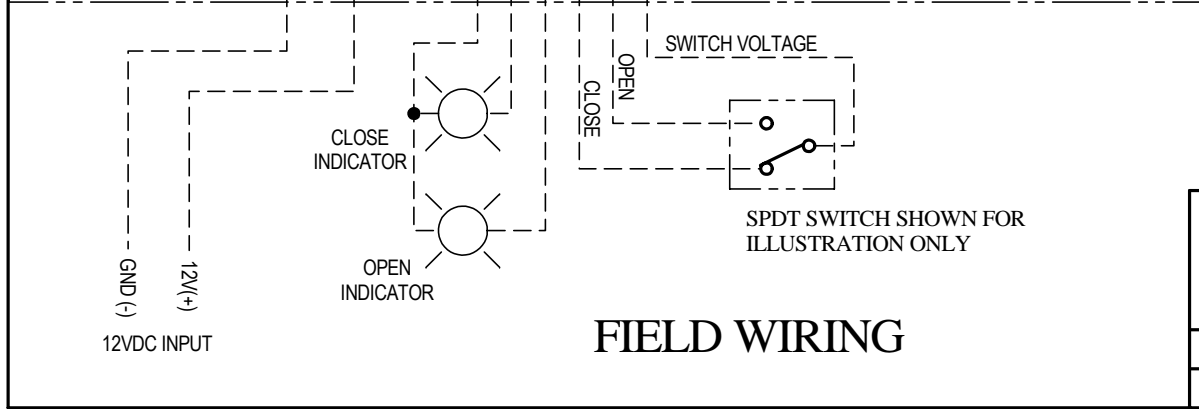 SWITCH VOLTAGE
OPEN
CLOSE
CLOSE
INDICATOR
SPDT SWITCH SHOWN FOR
ILLUSTRATION ONLY
OPEN
INDICATOR
GND (-)
12V(+)
12VDC INPUT
FIELD WIRING